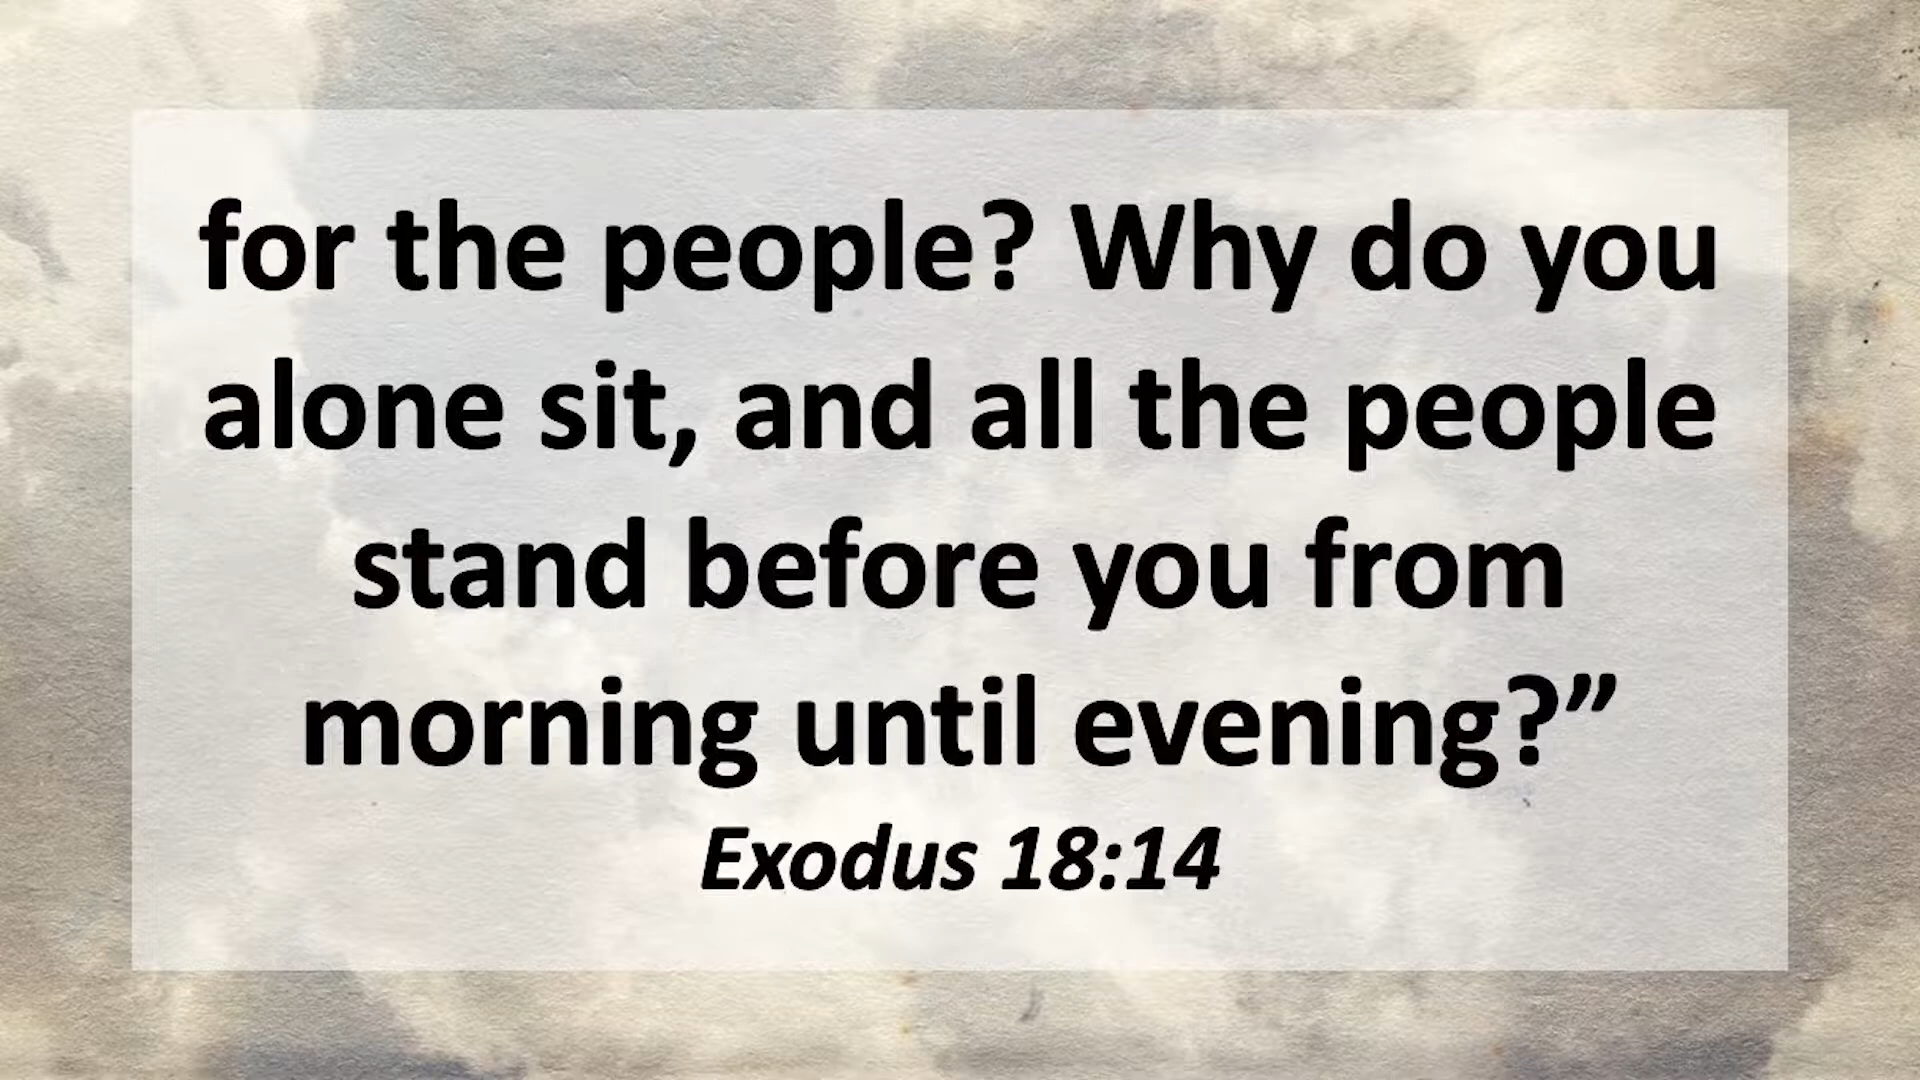 for the people? Why do you
alone sit, and all the people
stand before you from
morning until evening?”
Exodus 18:14